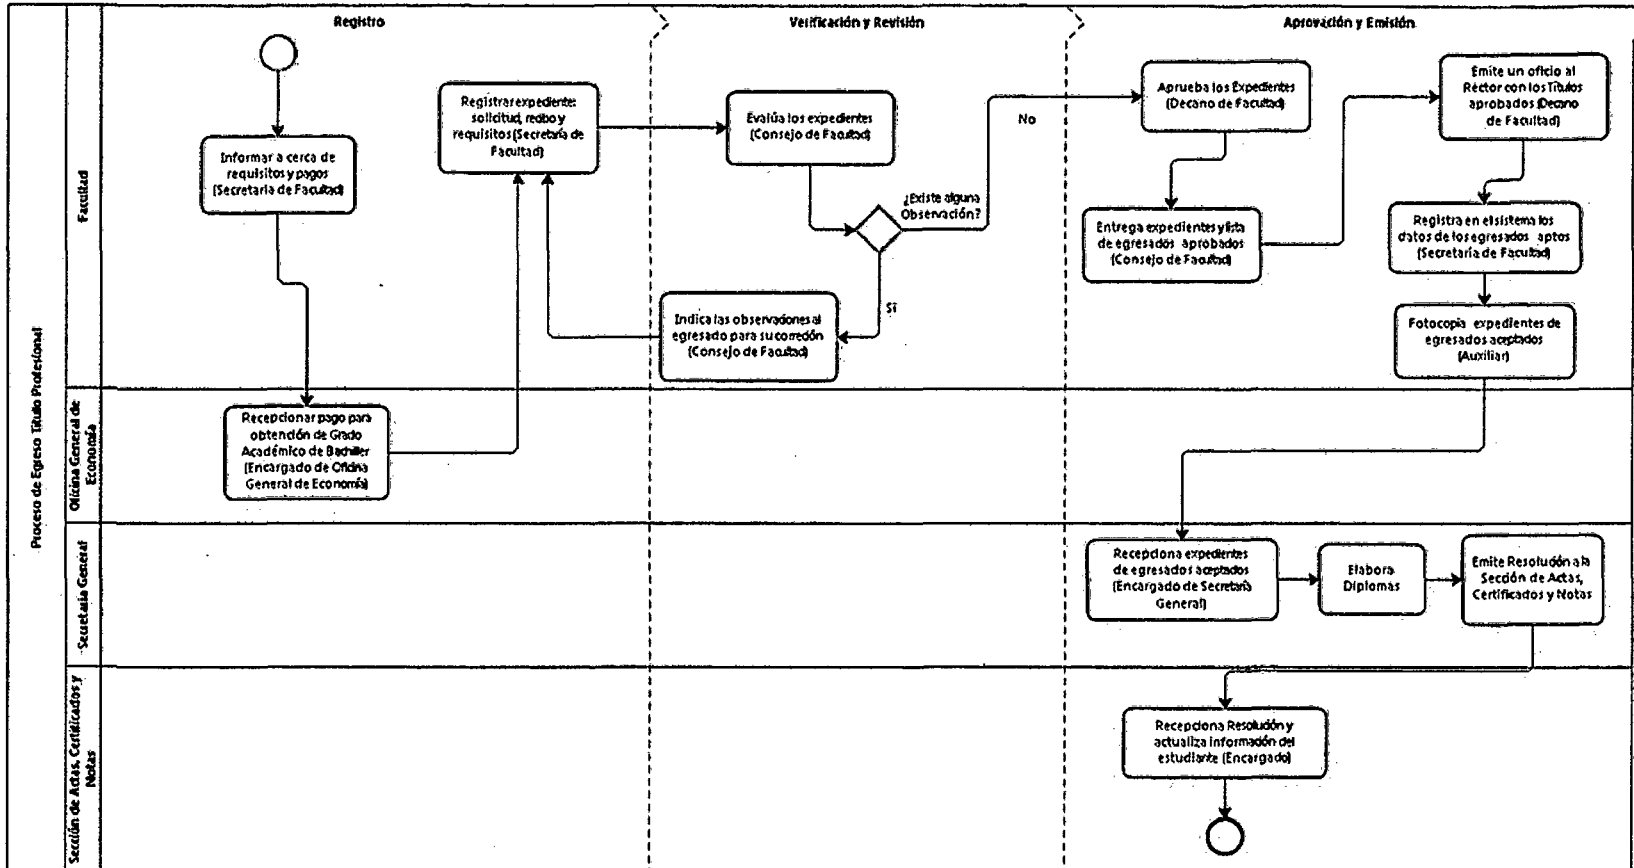 Proceso de Egreso Título Profesional
Registro
Verificación y Revisión
Aprovación y Emisión
Facultad
Informar a cerca de
requisitos y pagos
(Secretaria de Facultad)
Registrar expediente:
solicitud, recibo y
requisitos (Secretaría de
Facultad)
Evalúa los expedientes
(Consejo de Facultad)
¿Existe alguna
Observación?
No
Sí
Indica las observaciones al
egresado para su correción
(Consejo de Facultad)
Aprueba los Expedientes
(Decano de Facultad)
Entrega expedientes y lista
de egresados aprobados
(Consejo de Facultad)
Emite un oficio al
Réctor con los Títulos
aprobados (Decano
de Facultad)
Registra en el sistema los
datos de los egresados aptos
(Secretaría de Facultad)
Fotocopia expedientes de
egresados aceptados
(Auxiliar)
Oficina General de
Economía
Recepcionar pago para
obtención de Grado
Académico de Bachiller
(Encargado de Oficina
General de Economía)
Secretaria General
Recepciona expedientes
de egresados aceptados
(Encargado de Secretaría
General)
Elabora
Diplomas
Emite Resolución a la
Sección de Actas,
Certificados y Notas
Sección de Actas, Certificados y
Notas
Recepciona Resolución y
actualiza información del
estudiante (Encargado)